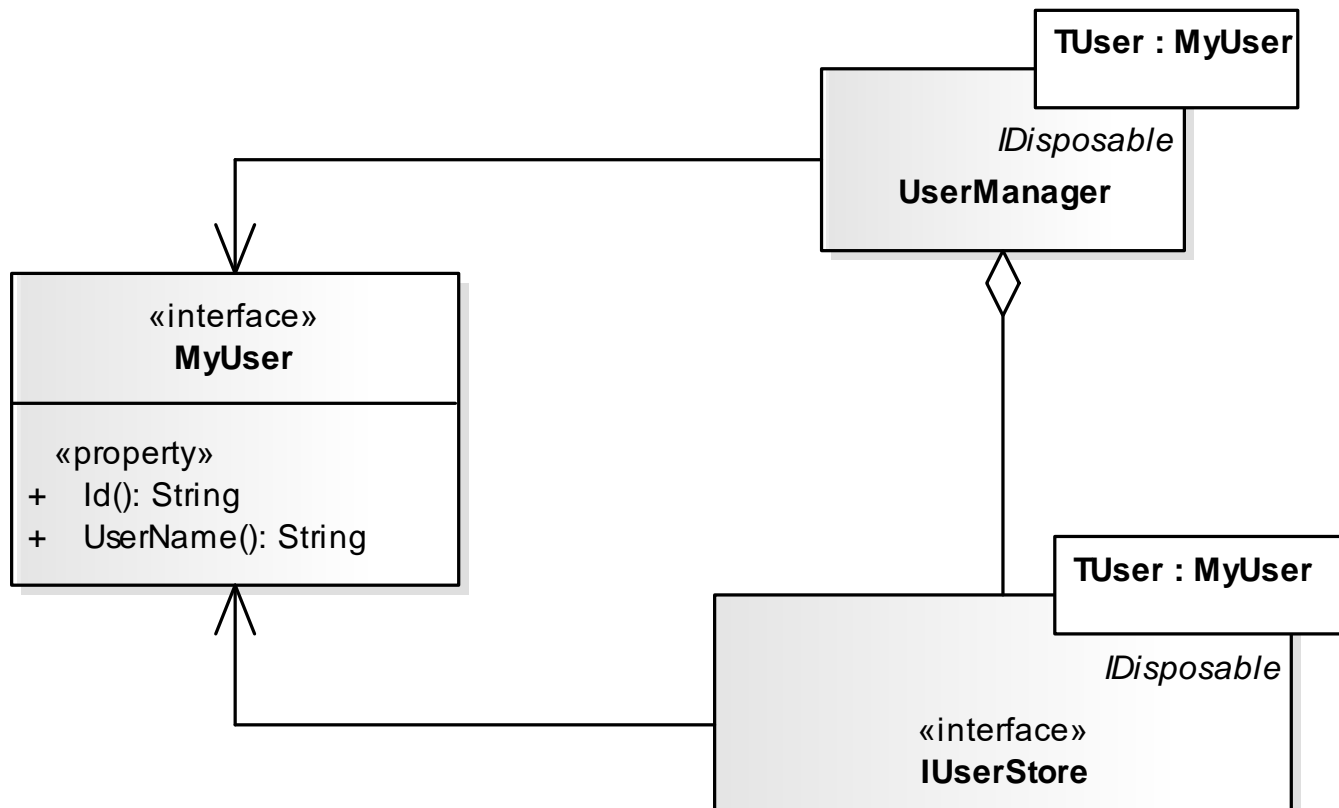 TUser : MyUser
IDisposable
UserManager
«interface»
MyUser
«property»
+ Id(): String
+ UserName(): String
TUser : MyUser
IDisposable
«interface»
IUserStore